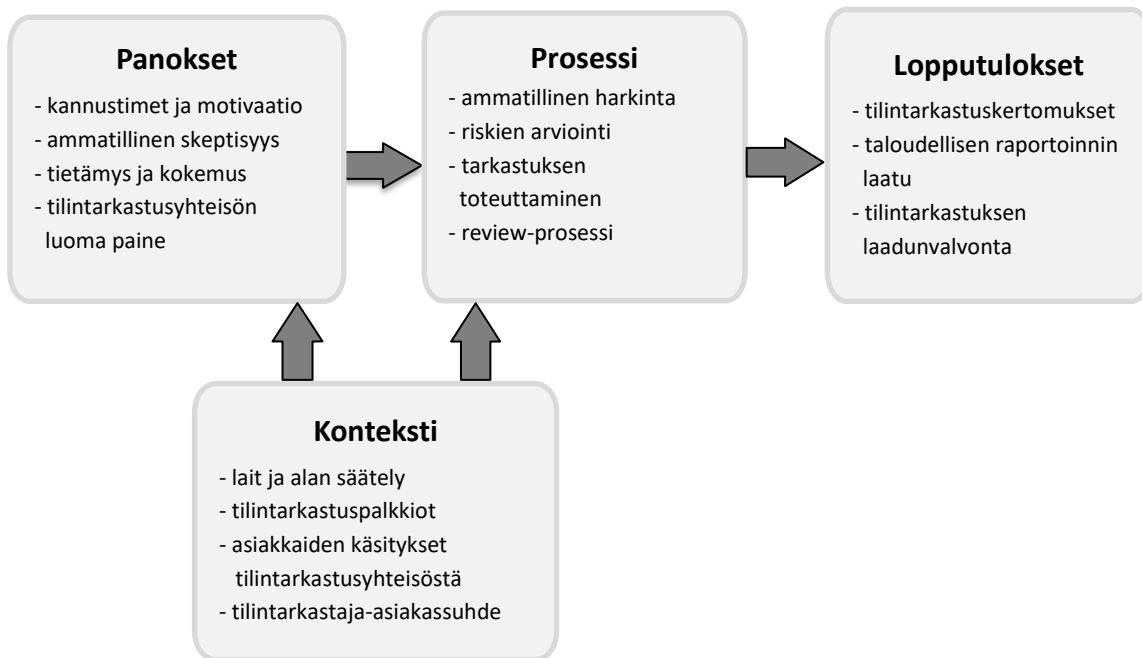 Panokset
- kannustimet ja motivaatio
- ammatillinen skeptisyys
- tietämys ja kokemus
- tilintarkastusyhteisön
luoma paine
Prosessi
- ammatillinen harkinta
- riskien arviointi
- tarkastuksen
toteuttaminen
- review-prosessi
Lopputulokset
- tilintarkastuskertomukset
- taloudellisen raportoinnin
laatu
- tilintarkastuksen
laadunvalvonta
Konteksti
- lait ja alan säätely
- tilintarkastuspalkkiot
- asiakkaiden käsitykset
tilintarkastusyhteisöstä
- tilintarkastaja-asiakassuhde